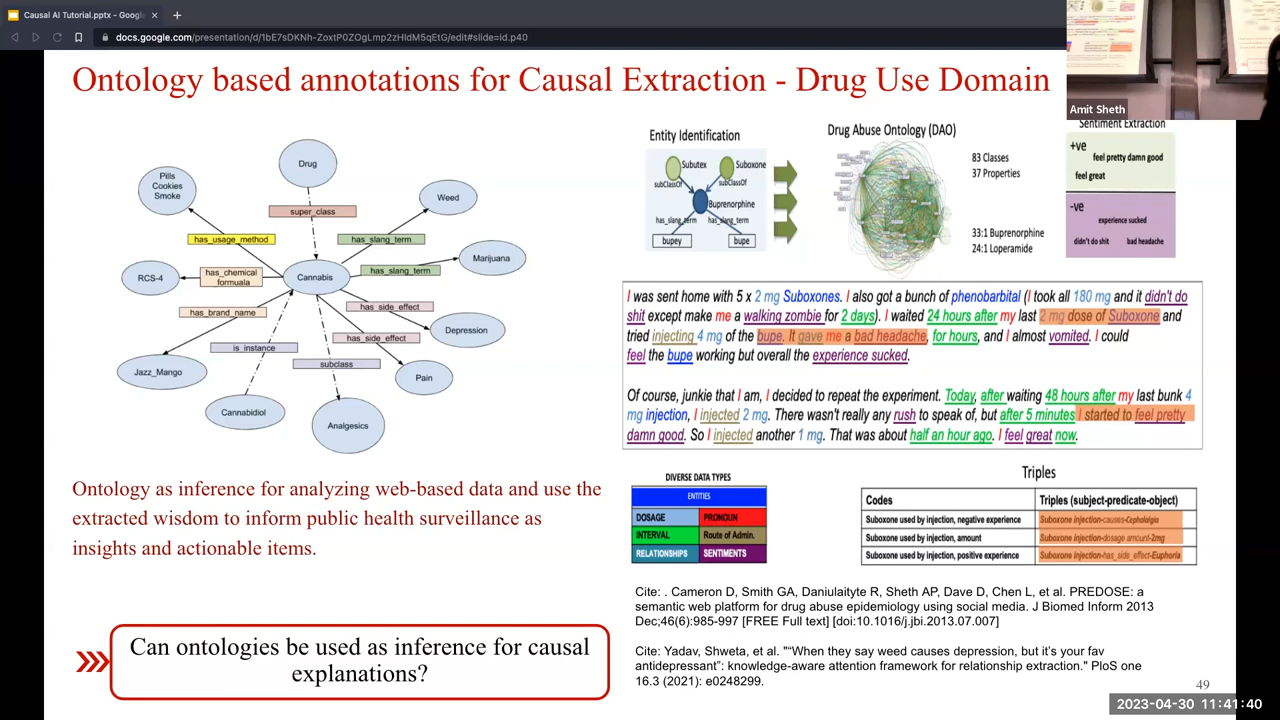 Causal AI Tutorial.pptx - Google
docs.google.com/presentation/d/
Amit Sheth
Ontology based annotations for Causal Extraction - Drug Use Domain
Drug
Pills
Cookies
Smoke
Weed
super_class
has_usage_method
has_slang_term
Marijuana
RCS-4
has_chemical
formuala
Cannabis
has_slang_term
has_brand_name
has_side_effect
Depression
has_side_effect
is_instance
subclass
Jazz_Mango
Pain
Cannabidiol
Analgesics
Ontology as inference for analyzing web-based data and use the
extracted wisdom to inform public health surveillance as
insights and actionable items.
Can ontologies be used as inference for causal
explanations?
Entity Identification
Subutex
Suboxone
subClassOf
subClassOf
Buprenorphine
has_slang_term
has_slang_term
bupey
bupe
Drug Abuse Ontology (DAO)
83 Classes
37 Properties
33:1 Buprenorphine
24:1 Loperamide
Sentiment Extraction
+ve
feel pretty damn good
feel great
-ve
experience sucked
didn't do shit
bad headache
I was sent home with 5 x 2 mg Suboxones. I also got a bunch of phenobarbital (I took all 180 mg and it didn't do
shit except make me a walking zombie for 2 days). I waited 24 hours after my last 2 mg dose of Suboxone and
tried injecting 4 mg of the bupe. It gave me a bad headache, for hours, and I almost vomited. I could
feel the bupe working but overall the experience sucked.
Of course, junkie that I am, I decided to repeat the experiment. Today, after waiting 48 hours after my last bunk 4
mg injection, I injected 2 mg. There wasn't really any rush to speak of, but after 5 minutes I started to feel pretty
damn good. So I injected another 1 mg. That was about half an hour ago. I feel great now.
DIVERSE DATA TYPES
ENTITIES
DOSAGE PRONOUN
INTERVAL Route of Admin.
RELATIONSHIPS SENTIMENTS
Triples
Codes Triples (subject-predicate-object)
Suboxone used by injection, negative experience Suboxone injection-causes-Cephalalgia
Suboxone used by injection, amount Suboxone injection-dosage amount-2mg
Suboxone used by injection, positive experience Suboxone injection-has_side_effect-Euphoria
Cite: . Cameron D, Smith GA, Daniulaityte R, Sheth AP, Dave D, Chen L, et al. PREDOSE: a
semantic web platform for drug abuse epidemiology using social media. J Biomed Inform 2013
Dec;46(6):985-997 [FREE Full text] [doi:10.1016/j.jbi.2013.07.007]
Cite: Yadav, Shweta, et al. "“When they say weed causes depression, but it's your fav
antidepressant”: knowledge-aware attention framework for relationship extraction." PloS one
16.3 (2021): e0248299.
49
2023-04-30 11:41:40